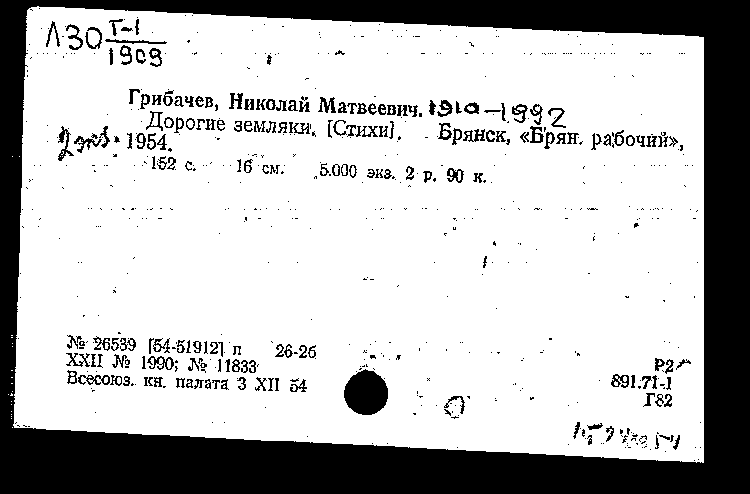 Л30 Г-1
1909
Грибачев, Николай Матвеевич. 1910-1992
Дорогие земляки. [Стихи]. Брянск, «Брян. рабочий»,
2 экз. 1954.
152 с. 16 см. 5.000 экз. 2 р. 90 к.
№ 26539 [54-51912] п 26-26
XXII № 1990; № 11833
Всесоюз. кн. палата 3 XII 54
Р2
891.71-1
Г82